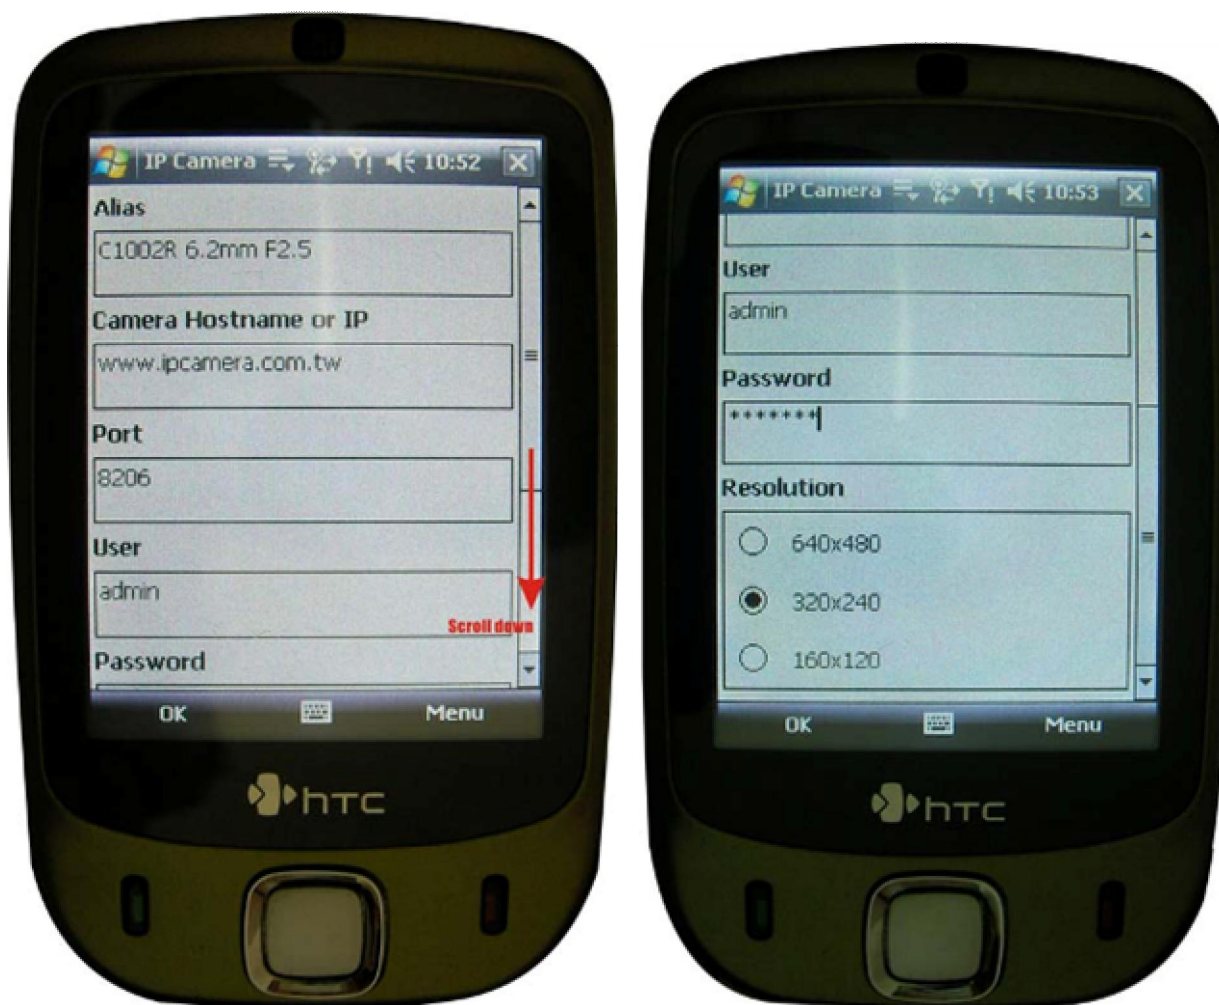 IP Camera 10:52
Alias
C1002R 6.2mm F2.5
Camera Hostname or IP
www.ipcamera.com.tw
Port
8206
User
admin
Scroll down
Password
OK Menu
htc
IP Camera 10:53
User
admin
Password
*******
Resolution
640x480
320x240
160x120
OK Menu
htc